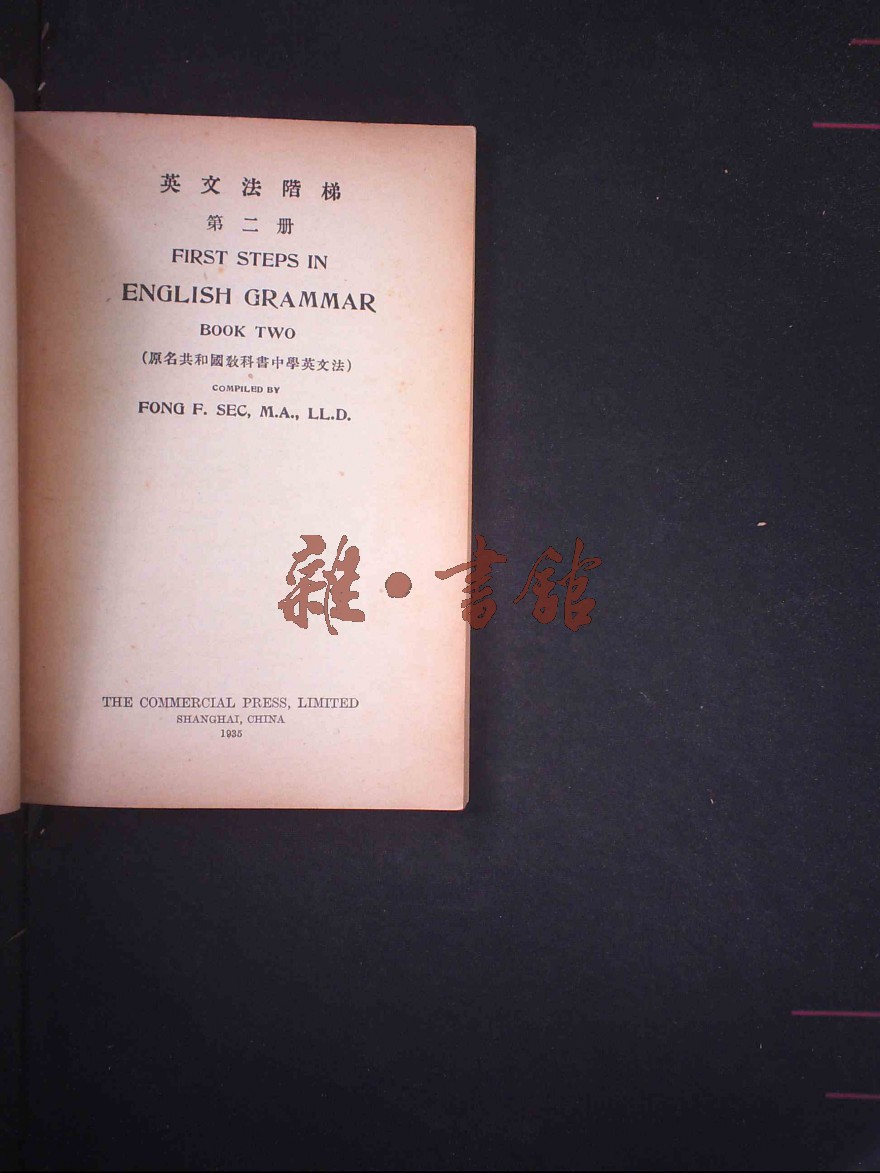 英文法階梯
第二册
FIRST STEPS IN
ENGLISH GRAMMAR
BOOK TWO
(原名共和國敎科書中學英文法)
COMPILED BY
FONG F. SEC, M.A., LL.D.
雜·書館
THE COMMERCIAL PRESS, LIMITED
SHANGHAI, CHINA
1935